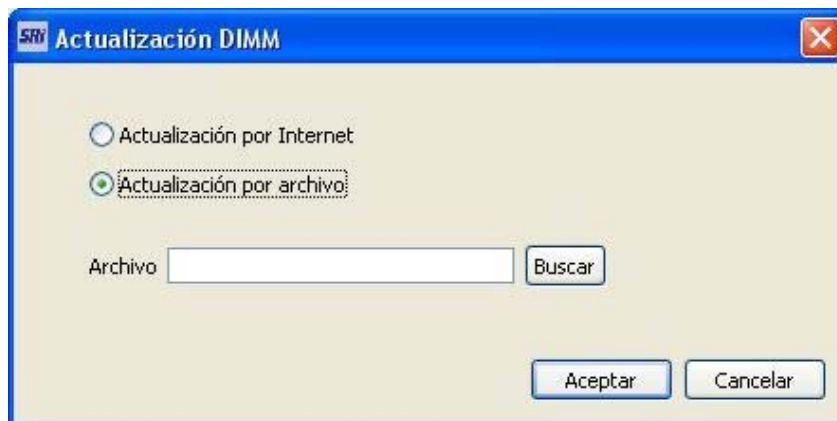 SRi Actualización DIMM
Actualización por Internet
Actualización por archivo
Archivo Buscar
Aceptar Cancelar